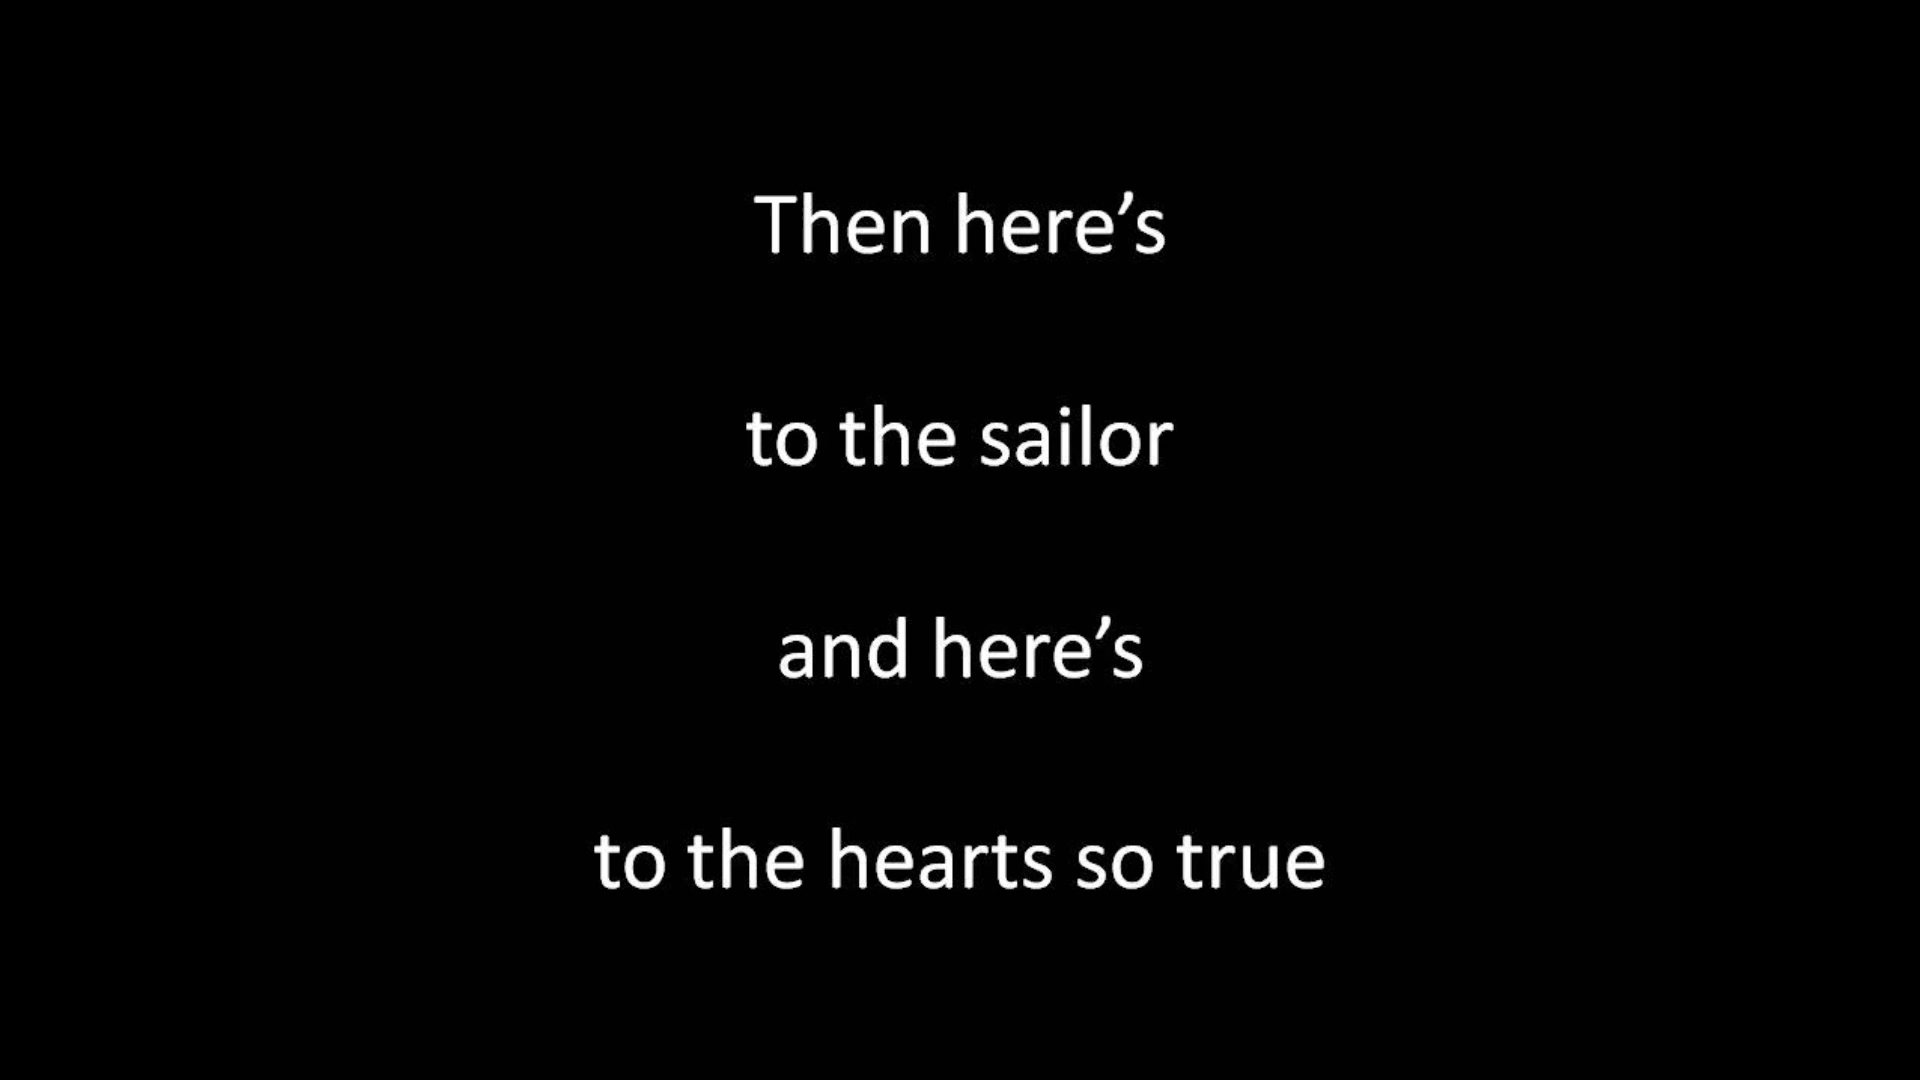 Then here’s
to the sailor
and here’s
to the hearts so true